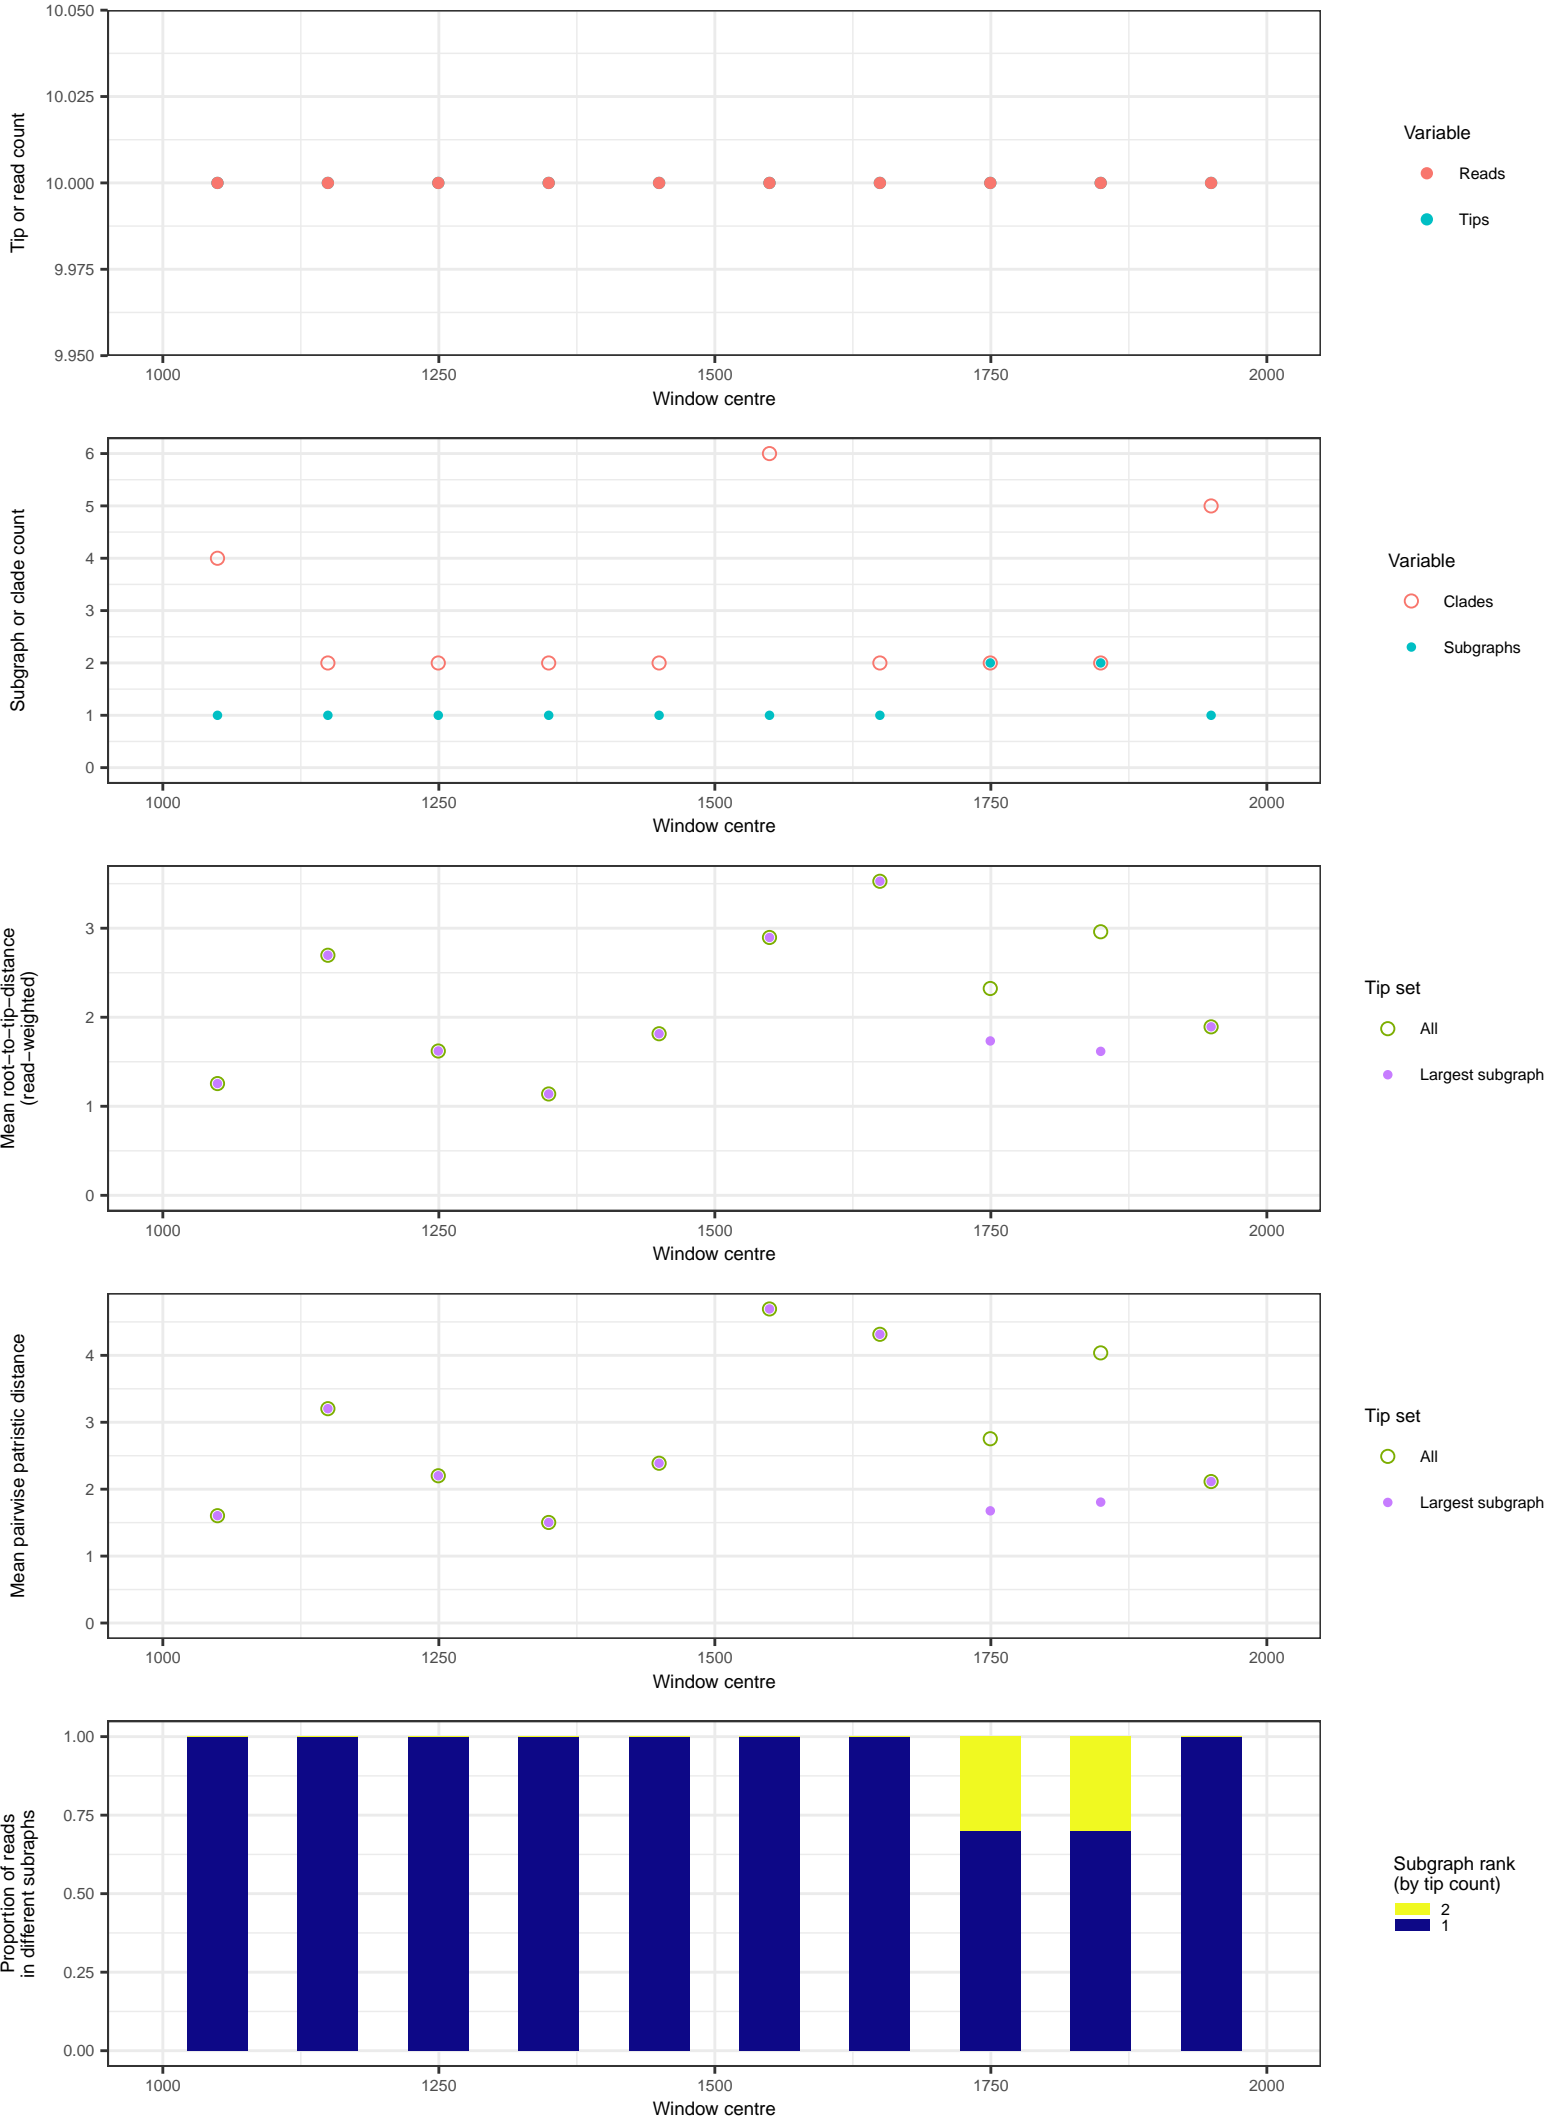 10.050
10.025
10.000
9.975
9.950
Tip or read count
1000 1250 1500 1750 2000
Window centre
Variable
Reads
Tips
6
5
4
3
2
1
0
Subgraph or clade count
1000 1250 1500 1750 2000
Window centre
Variable
Clades
Subgraphs
3
2
1
0
Mean root−to−tip−distance
(read−weighted)
1000 1250 1500 1750 2000
Window centre
Tip set
All
Largest subgraph
4
3
2
1
0
Mean pairwise patristic distance
1000 1250 1500 1750 2000
Window centre
Tip set
All
Largest subgraph
1.00
0.75
0.50
0.25
0.00
Proportion of reads
in different subraphs
1000 1250 1500 1750 2000
Window centre
Subgraph rank
(by tip count)
2
1